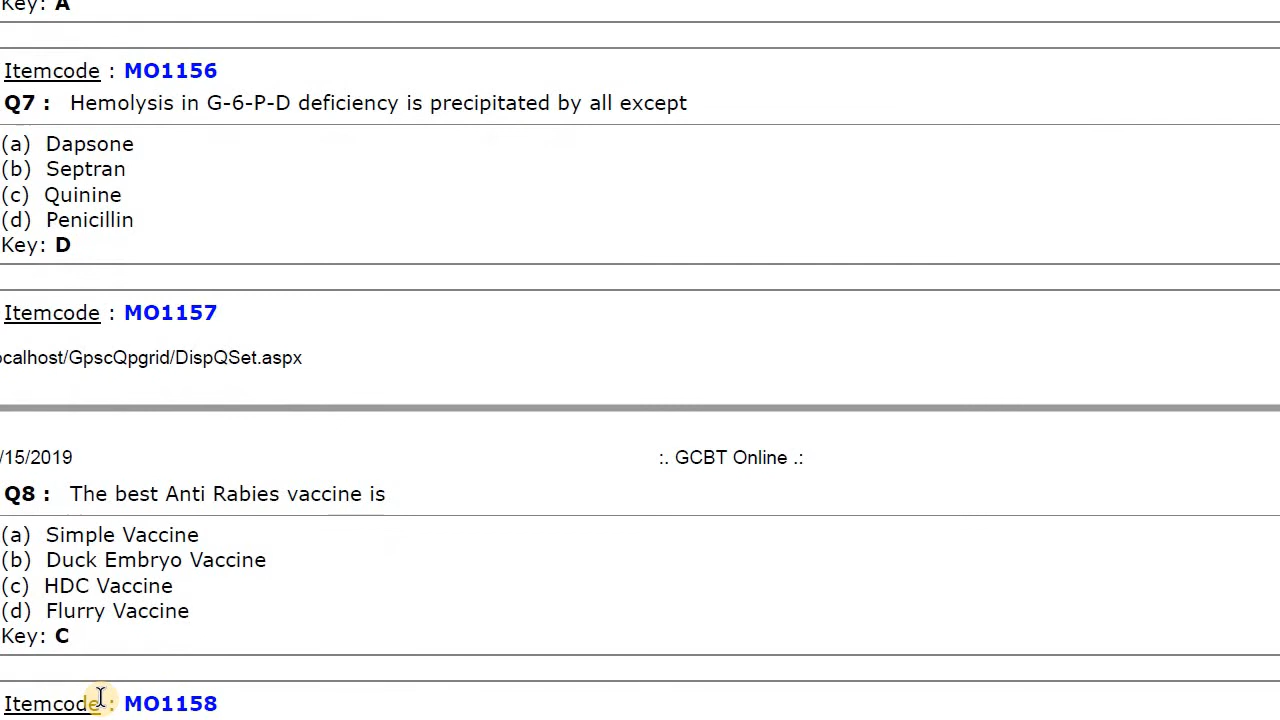 Key: A
Itemcode : MO1156
Q7 : Hemolysis in G-6-P-D deficiency is precipitated by all except
(a) Dapsone
(b) Septran
(c) Quinine
(d) Penicillin
Key: D
Itemcode : MO1157
ocalhost/GpscQpgrid/DispQSet.aspx
/15/2019 :. GCBT Online .:
Q8 : The best Anti Rabies vaccine is
(a) Simple Vaccine
(b) Duck Embryo Vaccine
(c) HDC Vaccine
(d) Flurry Vaccine
Key: C
Itemcode : MO1158